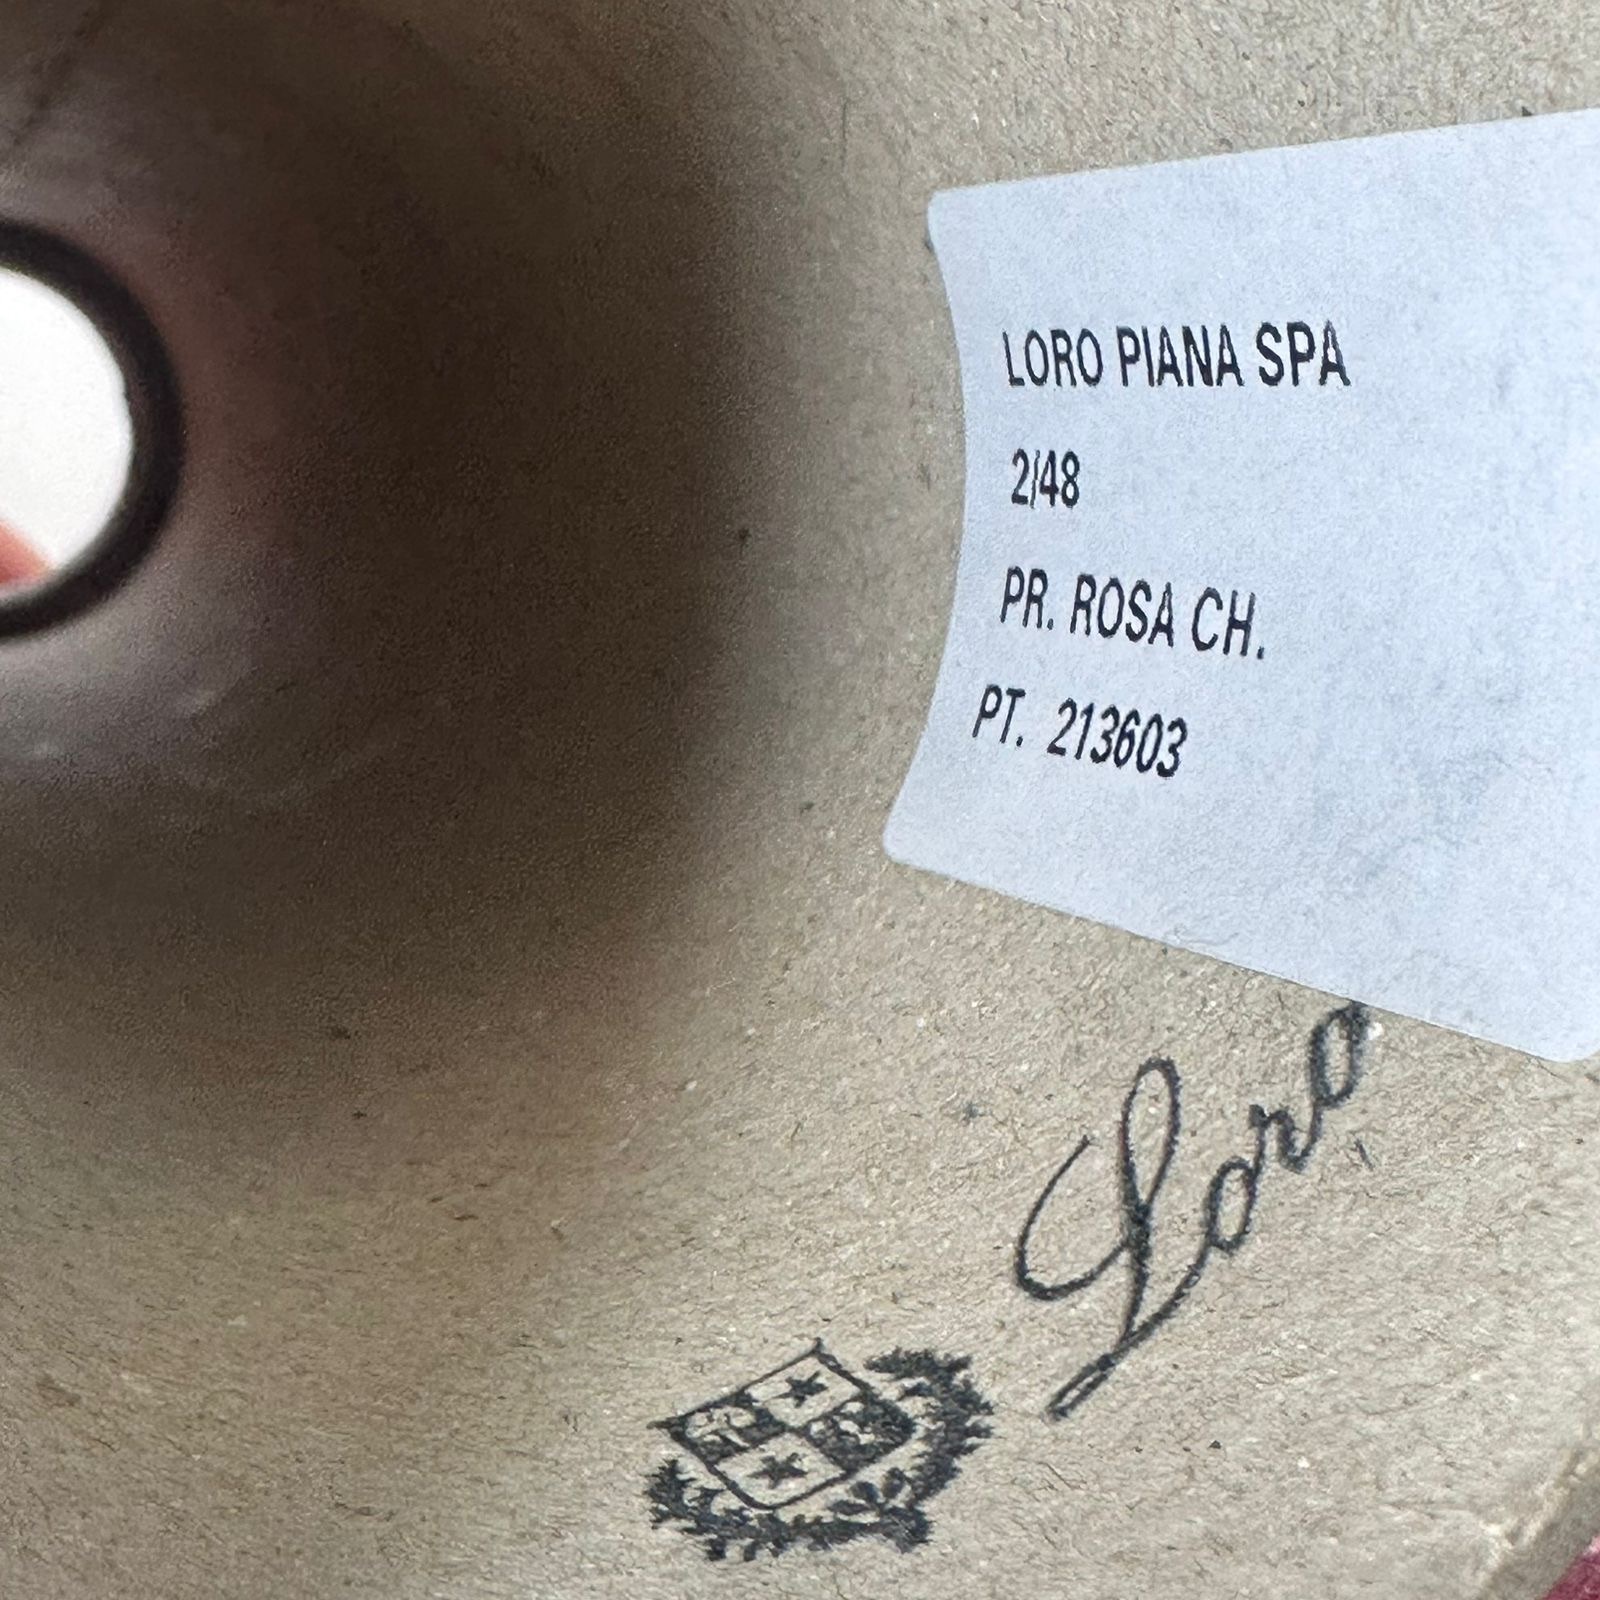 LORO PIANA SPA
2/48
PR. ROSA CH.
PT. 213603
Loro